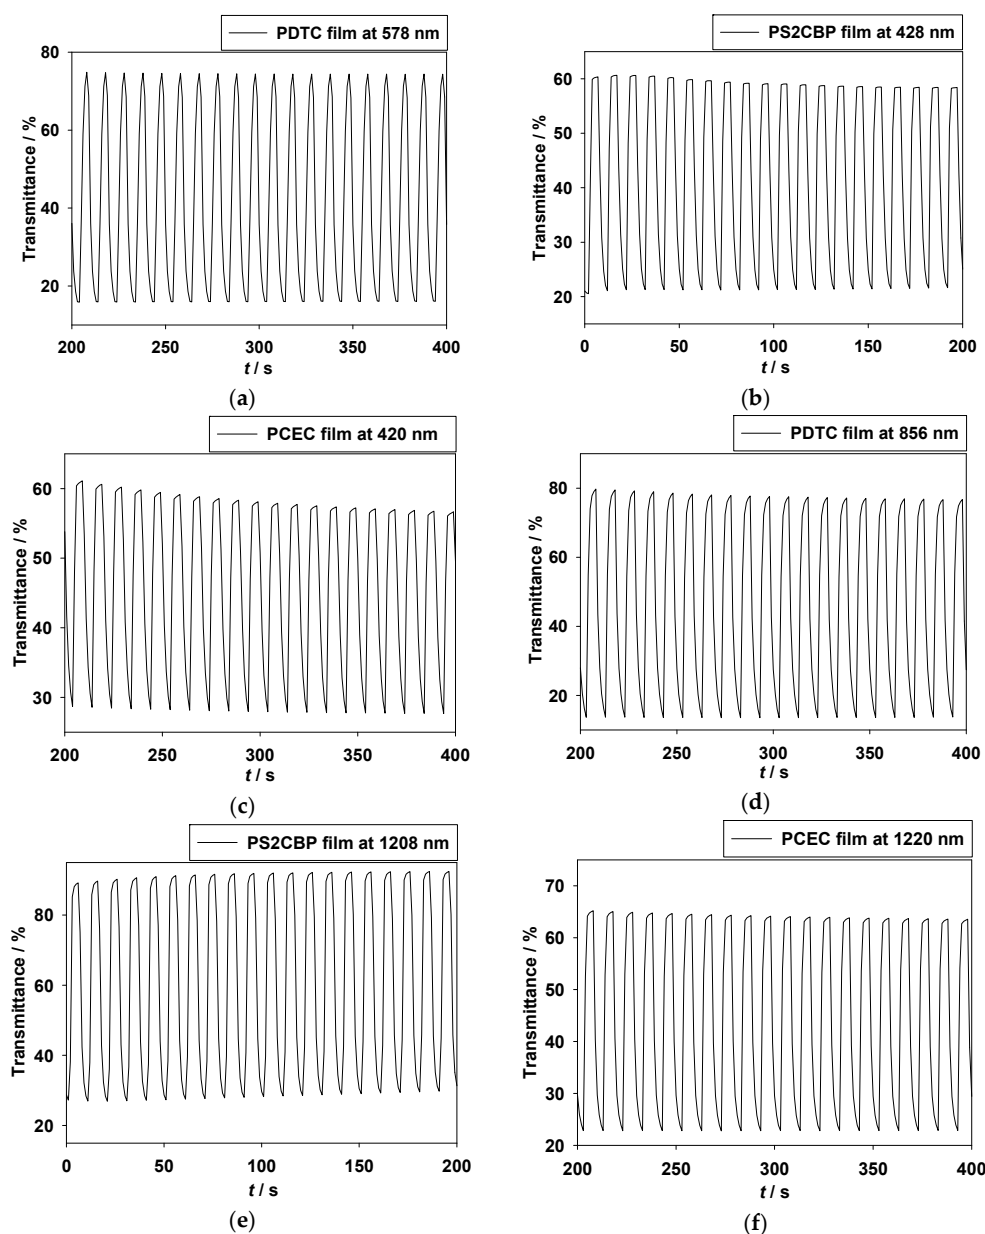 PDTC film at 578 nm
Transmittance / %
80
60
40
20
200 250 300 350 400
t / s
(a)
PS2CBP film at 428 nm
Transmittance / %
60
50
40
30
20
0 50 100 150 200
t / s
(b)
PCEC film at 420 nm
Transmittance / %
60
50
40
30
200 250 300 350 400
t / s
(c)
PDTC film at 856 nm
Transmittance / %
80
60
40
20
200 250 300 350 400
t / s
(d)
PS2CBP film at 1208 nm
Transmittance / %
80
60
40
20
0 50 100 150 200
t / s
(e)
PCEC film at 1220 nm
Transmittance / %
70
60
50
40
30
20
200 250 300 350 400
t / s
(f)